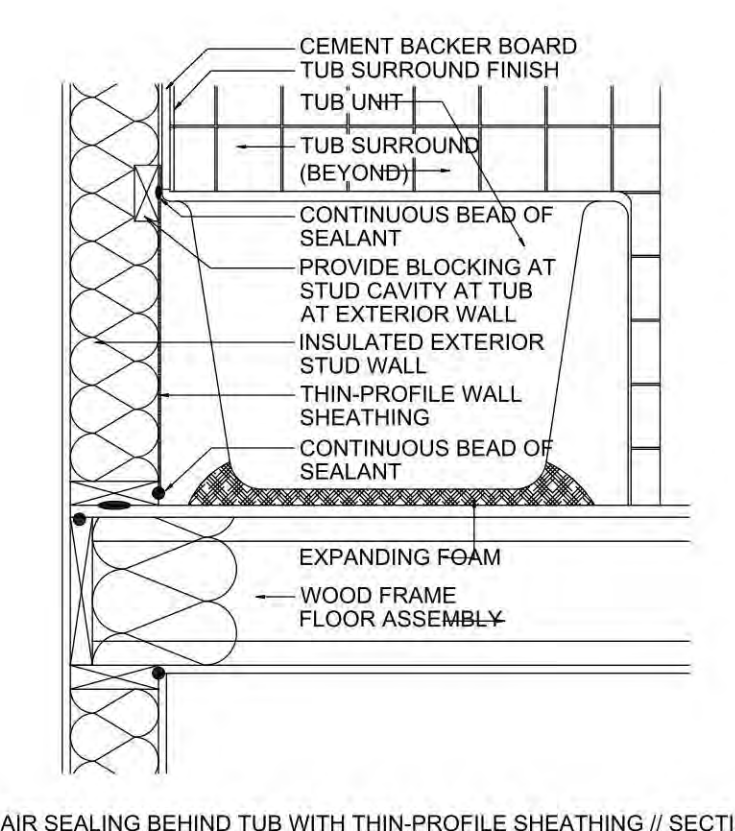 CEMENT BACKER BOARD
TUB SURROUND FINISH
TUB UNIT
TUB SURROUND
(BEYOND)
CONTINUOUS BEAD OF
SEALANT
PROVIDE BLOCKING AT
STUD CAVITY AT TUB
AT EXTERIOR WALL
INSULATED EXTERIOR
STUD WALL
THIN-PROFILE WALL
SHEATHING
CONTINUOUS BEAD OF
SEALANT
EXPANDING FOAM
WOOD FRAME
FLOOR ASSEMBLY
AIR SEALING BEHIND TUB WITH THIN-PROFILE SHEATHING // SECTI